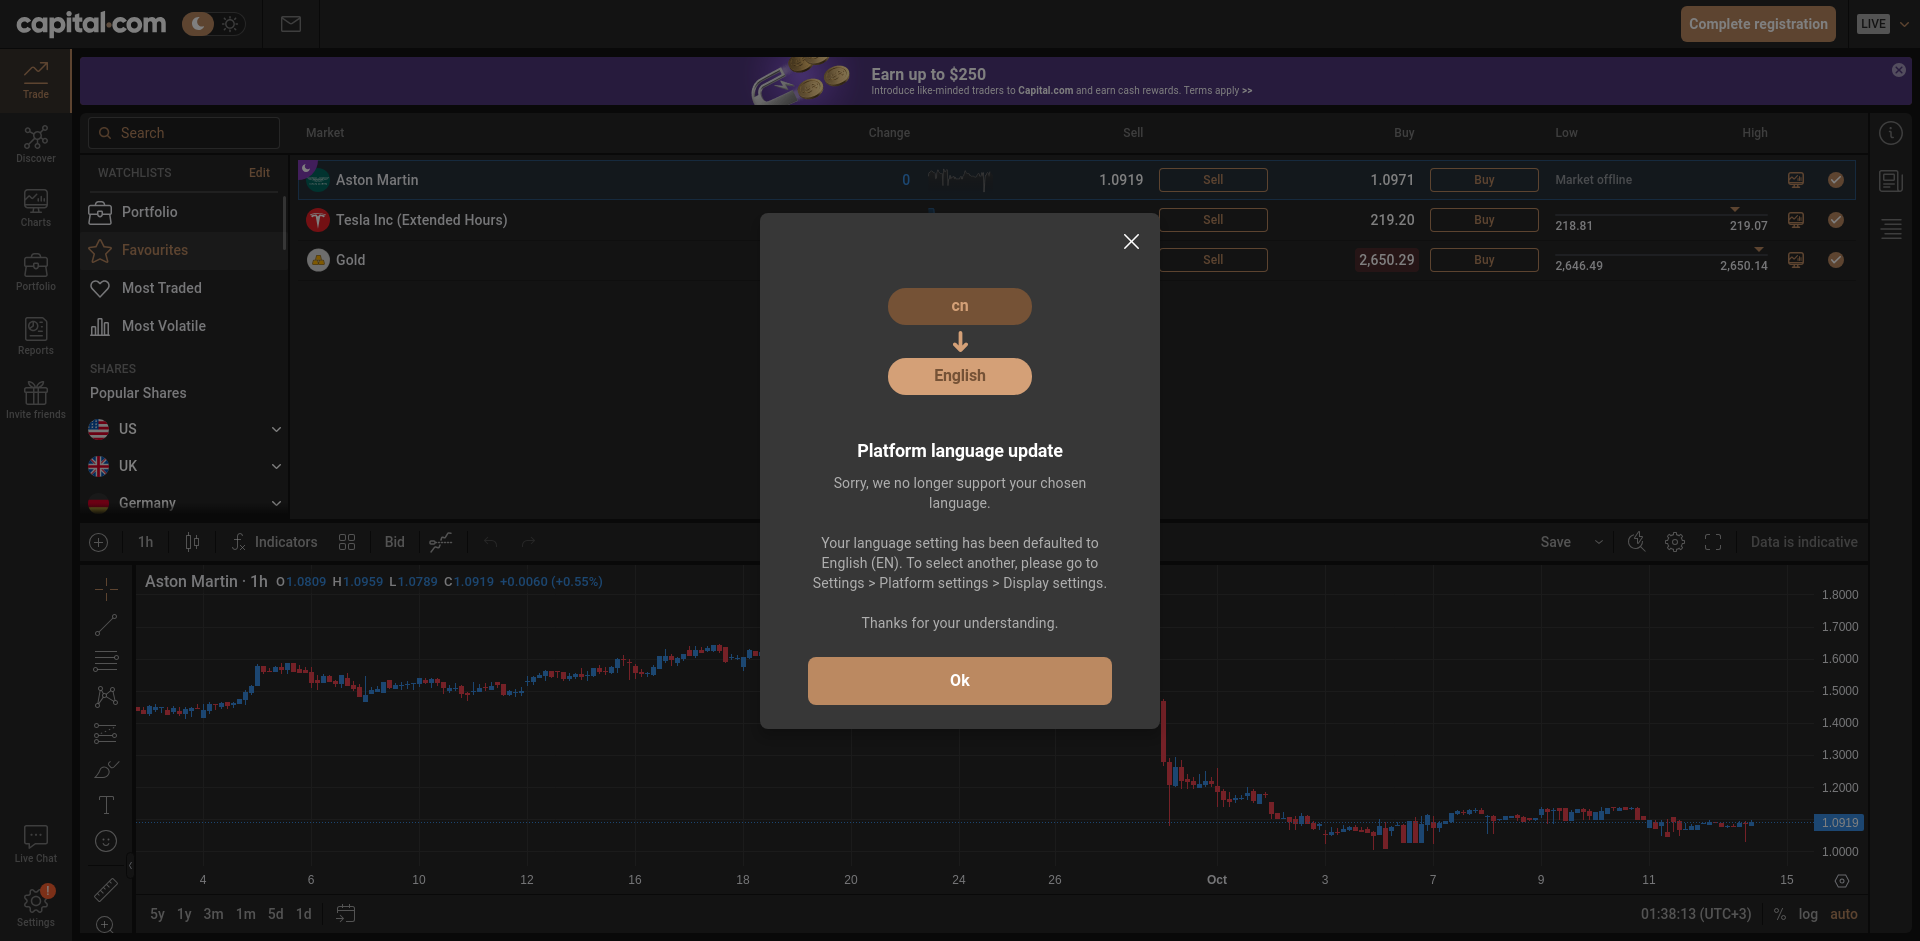 capital.com
Complete registration
LIVE
Earn up to $250
Introduce like-minded traders to Capital.com and earn cash rewards. Terms apply >>
Trade
Discover
Charts
Portfolio
Reports
Invite friends
Live Chat
Settings
!
Search
WATCHLISTS Edit
Portfolio
Favourites
Most Traded
Most Volatile
SHARES
Popular Shares
US
UK
Germany
Market Change Sell Buy Low High
Aston Martin 0 1.0919 Sell 1.0971 Buy Market offline
Tesla Inc (Extended Hours) Sell 219.20 Buy 218.81 219.07
Gold Sell 2,650.29 Buy 2,646.49 2,650.14
cn
English
Platform language update
Sorry, we no longer support your chosen
language.
Your language setting has been defaulted to
English (EN). To select another, please go to
Settings > Platform settings > Display settings.
Thanks for your understanding.
Ok
1h Indicators Bid Save Data is indicative
Aston Martin · 1h O1.0809 H1.0959 L1.0789 C1.0919 +0.0060 (+0.55%)
1.8000
1.7000
1.6000
1.5000
1.4000
1.3000
1.2000
1.0919
1.0000
4 6 10 12 16 18 20 24 26 Oct 3 7 9 11 15
5y 1y 3m 1m 5d 1d 01:38:13 (UTC+3) % log auto